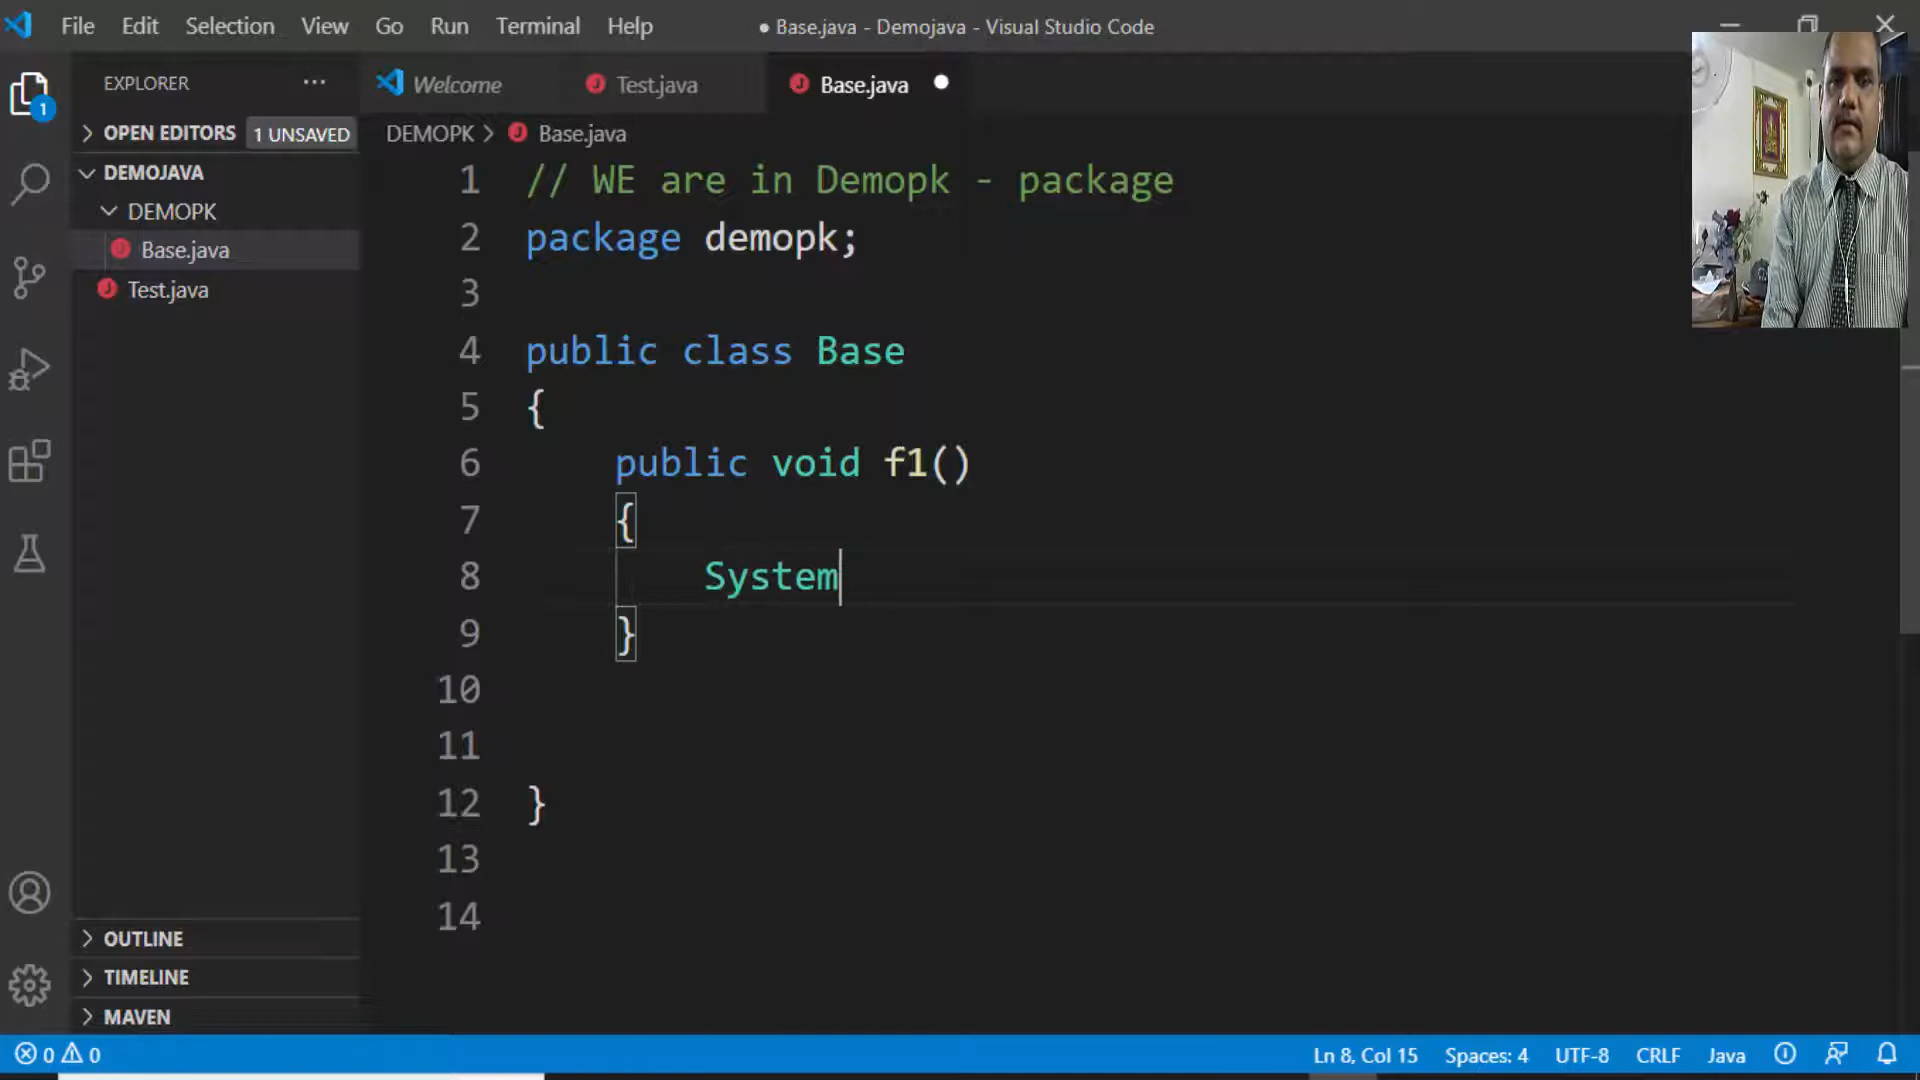 File Edit Selection View Go Run Terminal Help
● Base.java - Demojava - Visual Studio Code
EXPLORER ...
Welcome
Test.java
Base.java ●
1
OPEN EDITORS 1 UNSAVED
DEMOJAVA
DEMOPK
Base.java
Test.java
DEMOPK > Base.java
1 // WE are in Demopk - package
2 package demopk;
3
4 public class Base
5 {
6 public void f1()
7 {
8 System
9 }
10
11
12 }
13
14
OUTLINE
TIMELINE
MAVEN
0 0
Ln 8, Col 15 Spaces: 4 UTF-8 CRLF Java